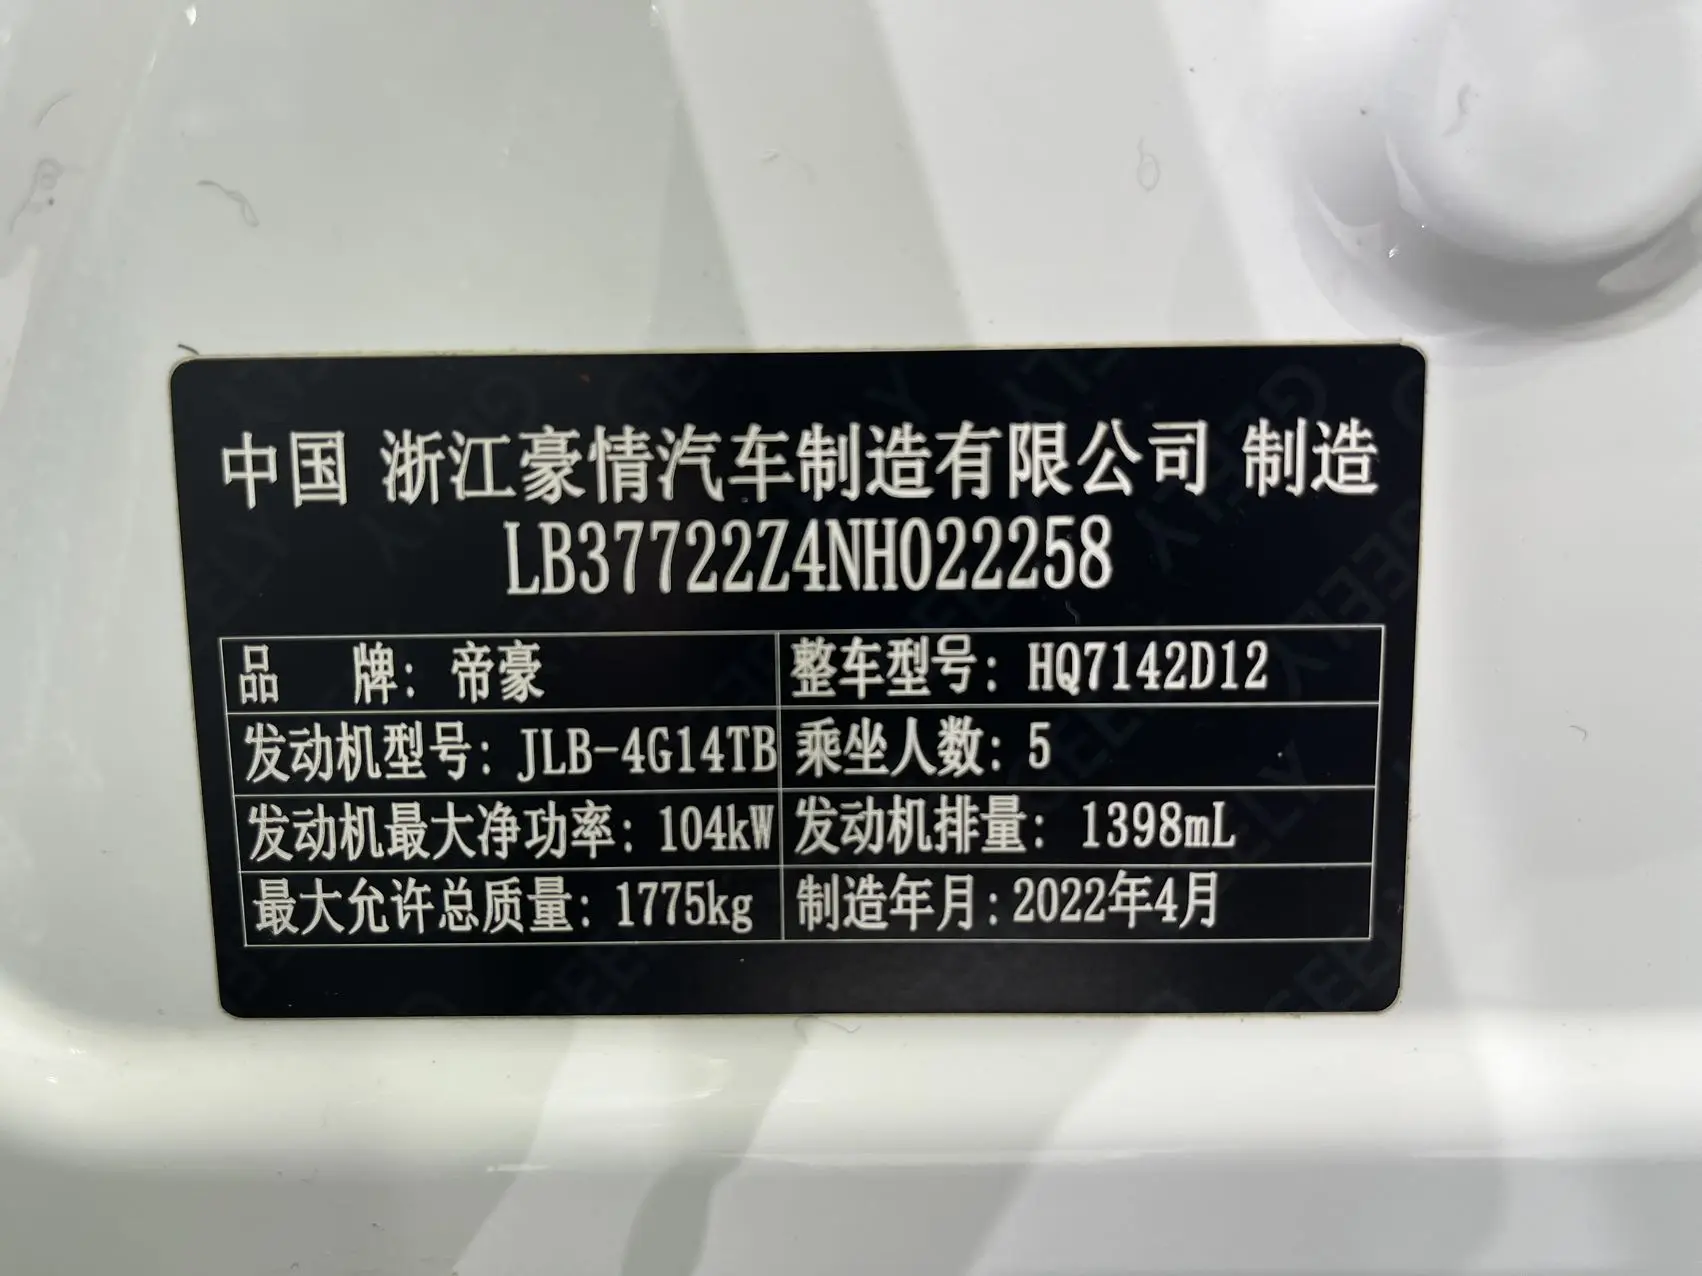 中国 浙江豪情汽车制造有限公司 制造
LB37722Z4NH022258
品 牌: 帝豪 整车型号: HQ7142D12
发动机型号: JLB-4G14TB 乘坐人数: 5
发动机最大净功率: 104kW 发动机排量: 1398mL
最大允许总质量: 1775kg 制造年月: 2022年4月
GEELY